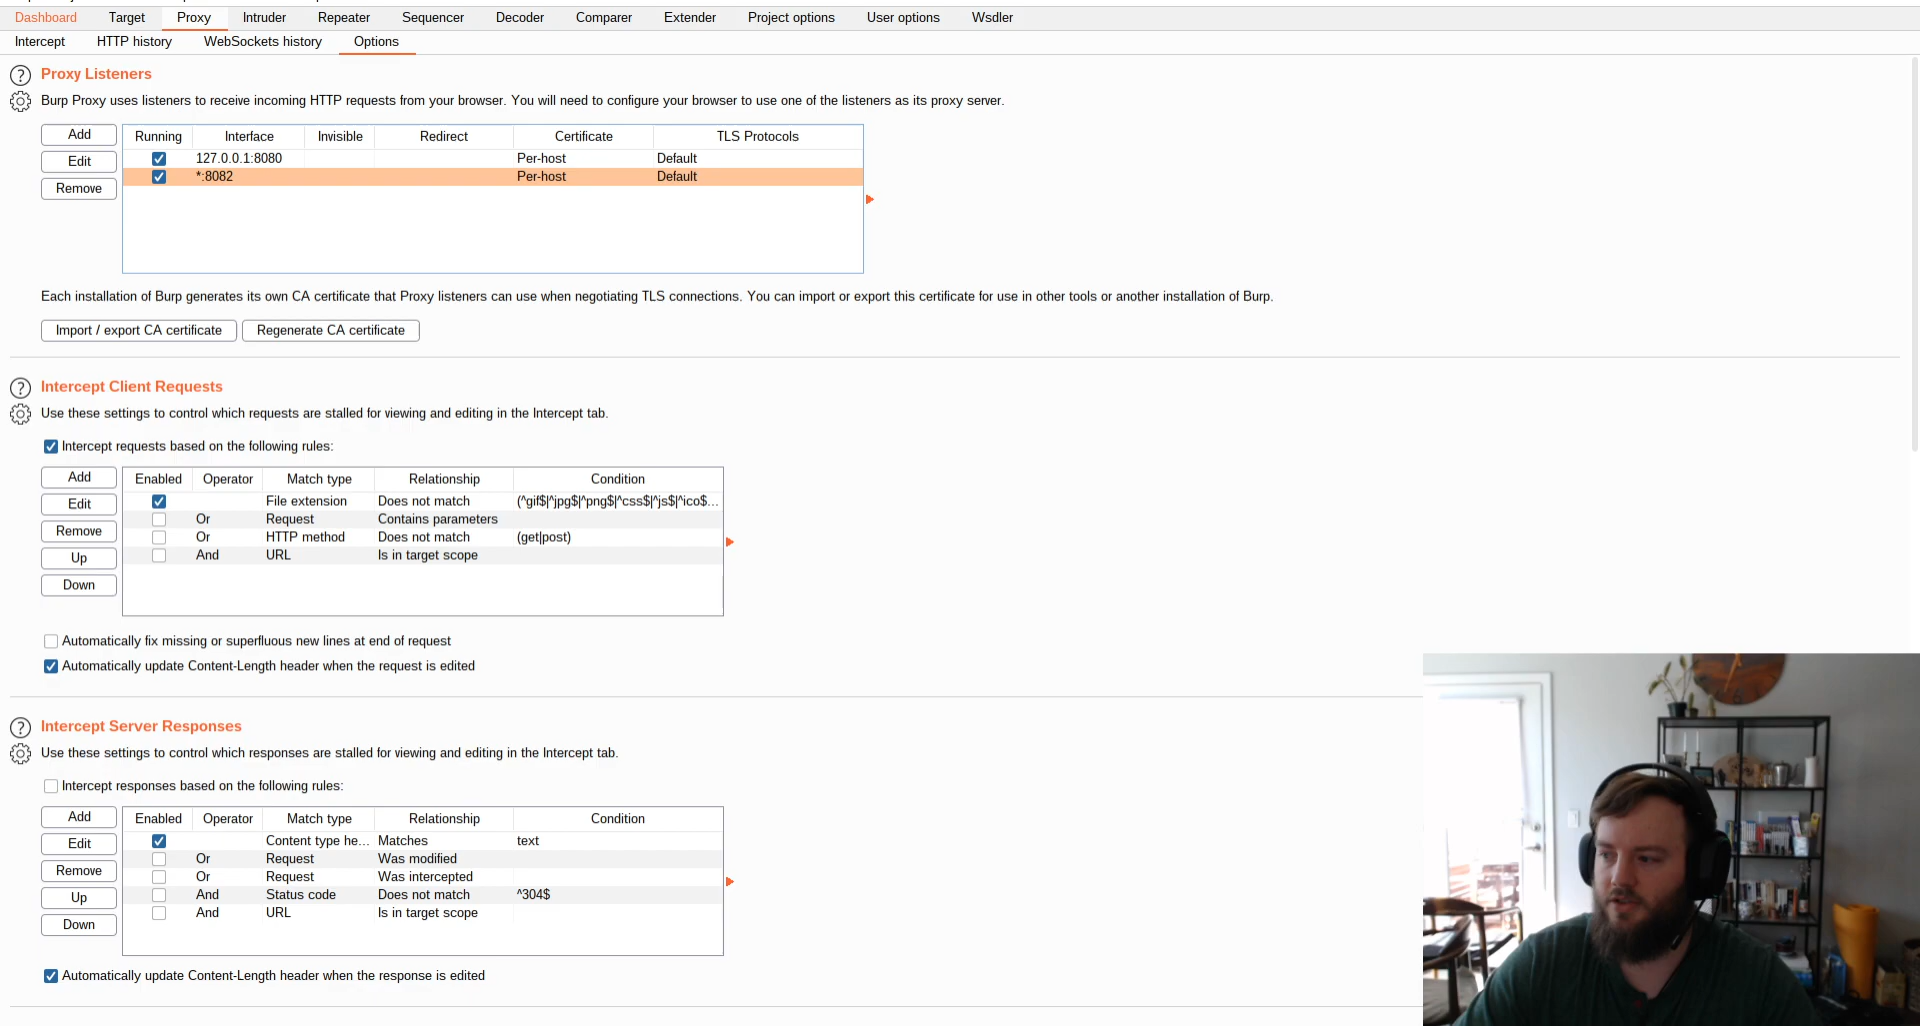 Dashboard Target Proxy Intruder Repeater Sequencer Decoder Comparer Extender Project options User options Wsdler
Intercept HTTP history WebSockets history Options
Proxy Listeners
Burp Proxy uses listeners to receive incoming HTTP requests from your browser. You will need to configure your browser to use one of the listeners as its proxy server.
Add
Edit
Remove
Running Interface Invisible Redirect Certificate TLS Protocols
127.0.0.1:8080 Per-host Default
*:8082 Per-host Default
Each installation of Burp generates its own CA certificate that Proxy listeners can use when negotiating TLS connections. You can import or export this certificate for use in other tools or another installation of Burp.
Import / export CA certificate Regenerate CA certificate
Intercept Client Requests
Use these settings to control which requests are stalled for viewing and editing in the Intercept tab.
Intercept requests based on the following rules:
Add
Edit
Remove
Up
Down
Enabled Operator Match type Relationship Condition
File extension Does not match (^gif$|^jpg$|^png$|^css$|^js$|^ico$...
Or Request Contains parameters
Or HTTP method Does not match (get|post)
And URL Is in target scope
Automatically fix missing or superfluous new lines at end of request
Automatically update Content-Length header when the request is edited
Intercept Server Responses
Use these settings to control which responses are stalled for viewing and editing in the Intercept tab.
Intercept responses based on the following rules:
Add
Edit
Remove
Up
Down
Enabled Operator Match type Relationship Condition
Content type he... Matches text
Or Request Was modified
Or Request Was intercepted
And Status code Does not match ^304$
And URL Is in target scope
Automatically update Content-Length header when the response is edited